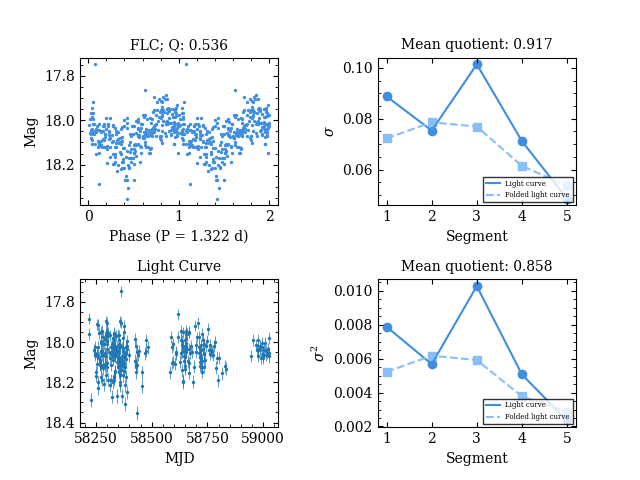 FLC; Q: 0.536
17.8
18.0
18.2
Mag
0
1
2
Phase (P = 1.322 d)
Mean quotient: 0.917
0.10
0.08
0.06
σ
Light curve
Folded light curve
1
2
3
4
5
Segment
Light Curve
17.8
18.0
18.2
18.4
Mag
58250
58500
58750
59000
MJD
Mean quotient: 0.858
0.010
0.008
0.006
0.004
0.002
σ²
Light curve
Folded light curve
1
2
3
4
5
Segment